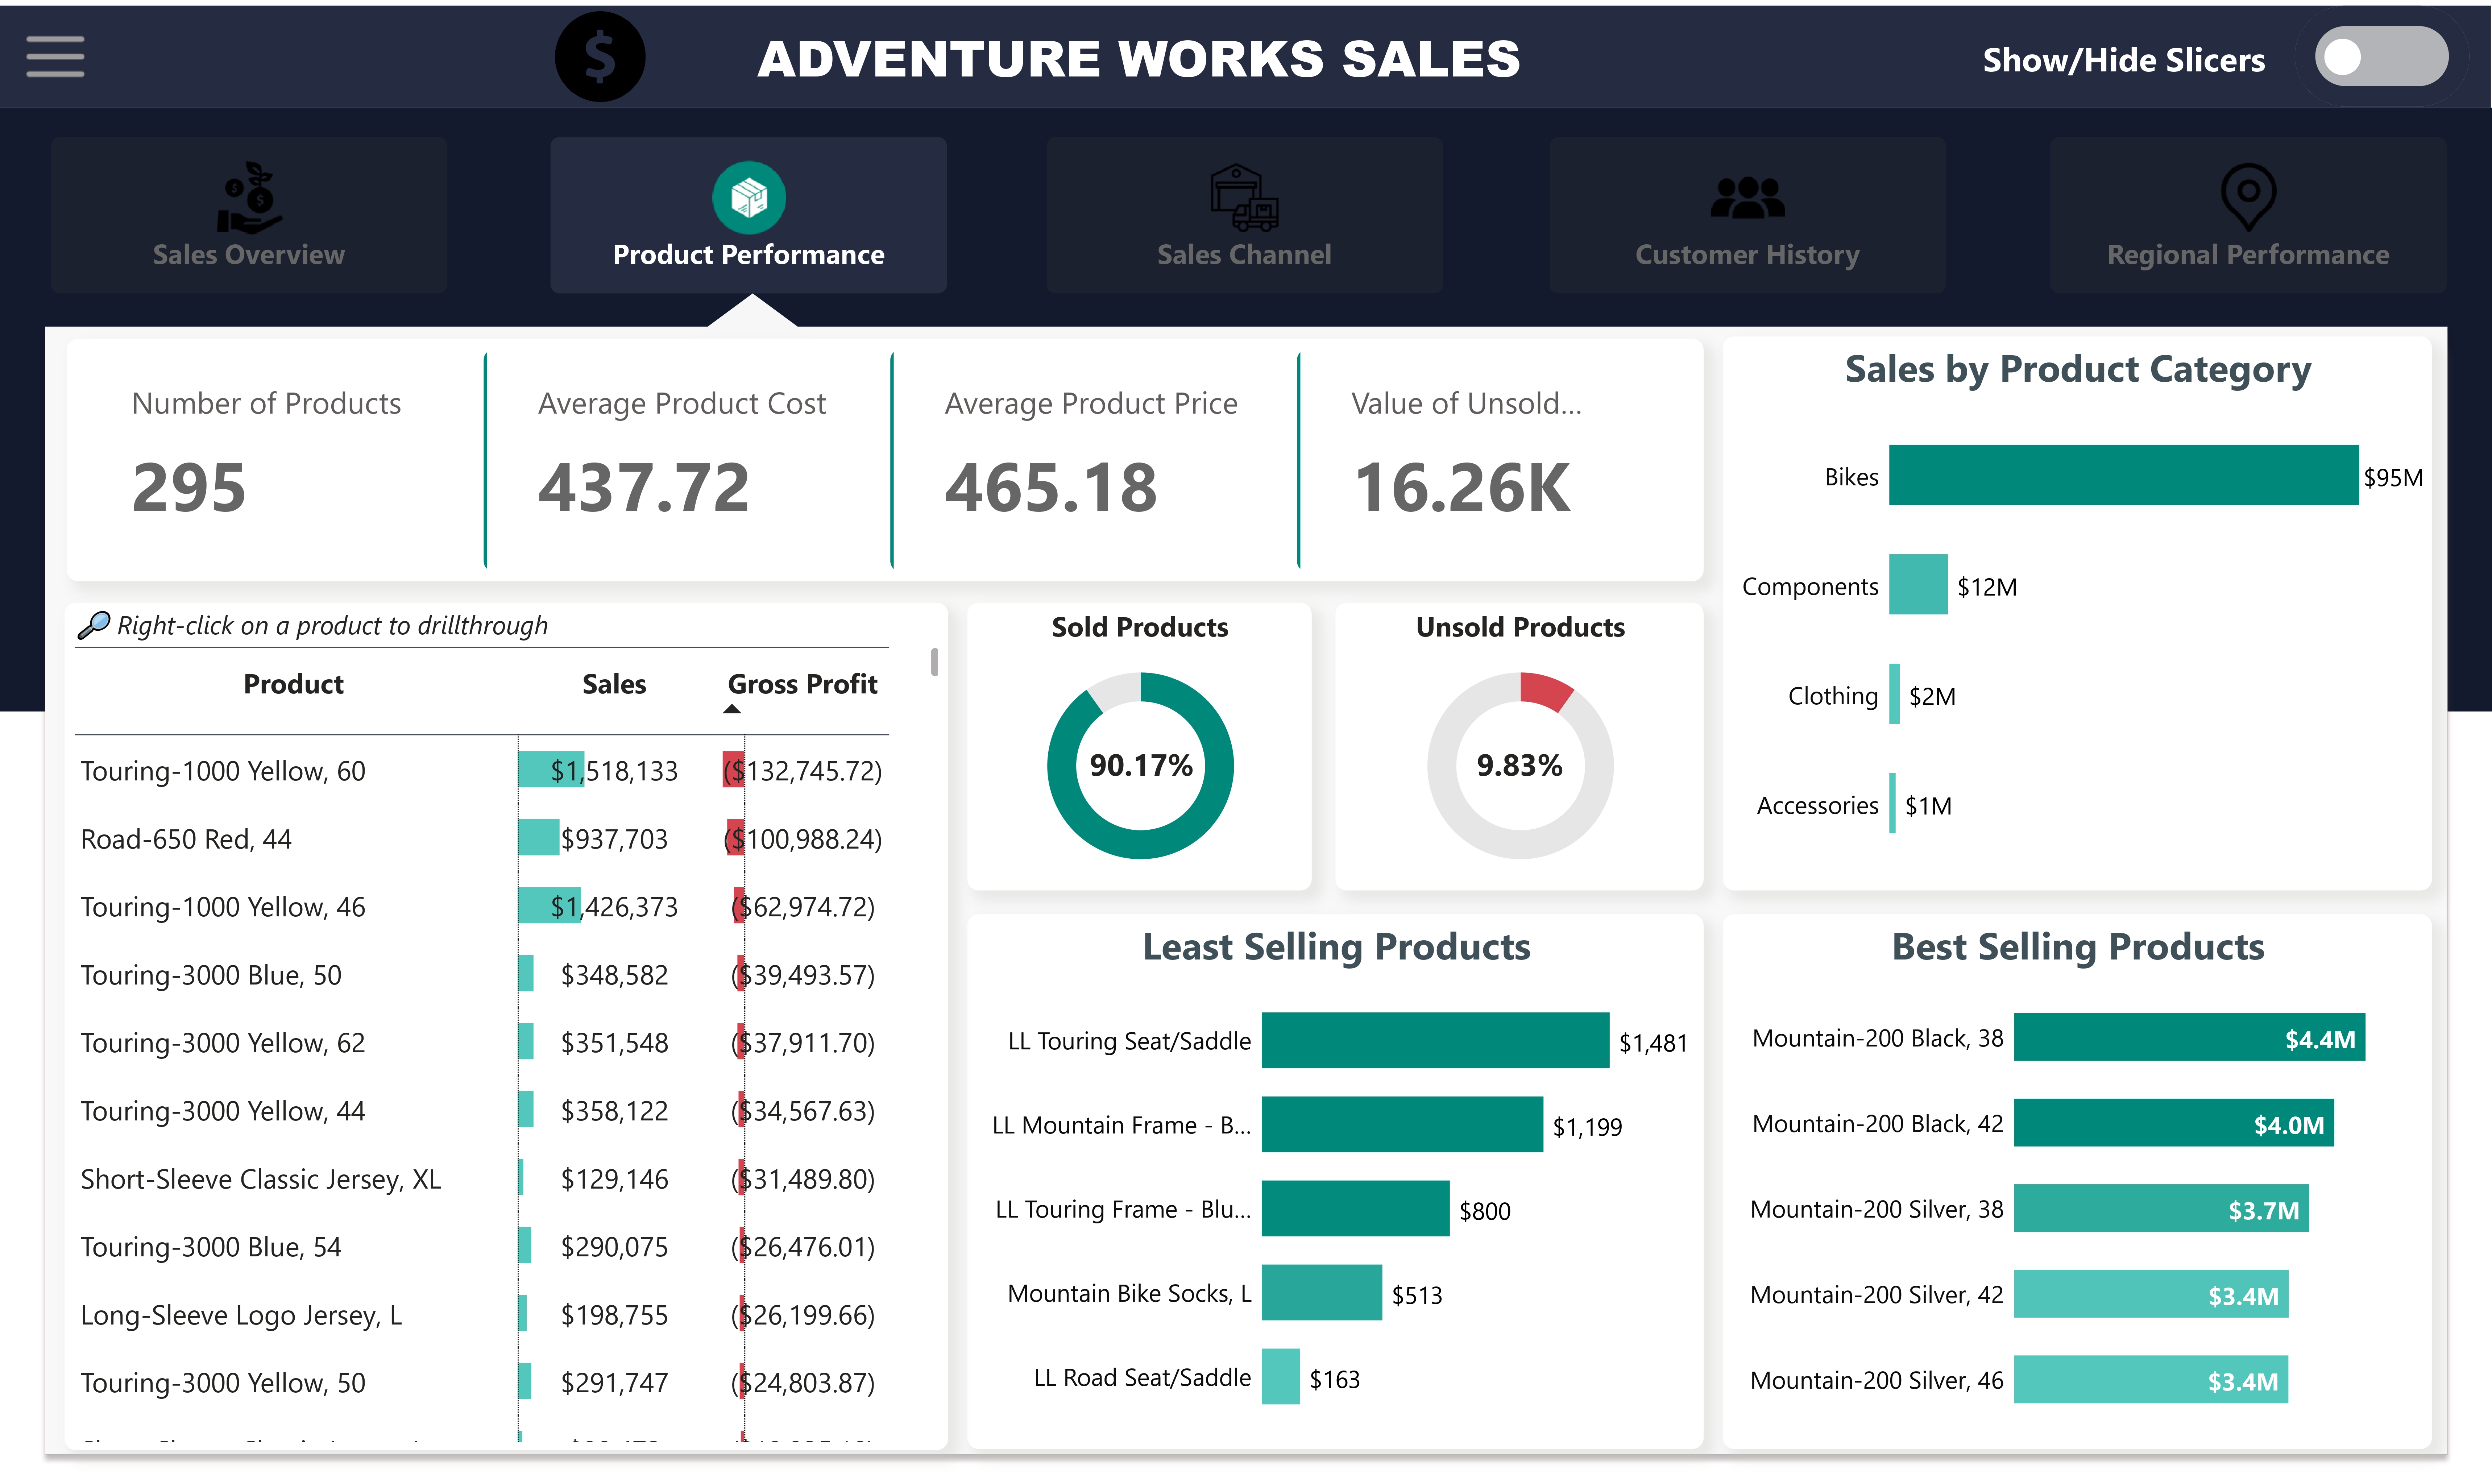 ADVENTURE WORKS SALES
Show/Hide Slicers
Sales Overview
Product Performance
Sales Channel
Customer History
Regional Performance
Number of Products
295
Average Product Cost
437.72
Average Product Price
465.18
Value of Unsold...
16.26K
Sales by Product Category
Bikes $95M
Components $12M
Clothing $2M
Accessories $1M
Right-click on a product to drillthrough
Product Sales Gross Profit
Touring-1000 Yellow, 60 $1,518,133 ($132,745.72)
Road-650 Red, 44 $937,703 ($100,988.24)
Touring-1000 Yellow, 46 $1,426,373 ($62,974.72)
Touring-3000 Blue, 50 $348,582 ($39,493.57)
Touring-3000 Yellow, 62 $351,548 ($37,911.70)
Touring-3000 Yellow, 44 $358,122 ($34,567.63)
Short-Sleeve Classic Jersey, XL $129,146 ($31,489.80)
Touring-3000 Blue, 54 $290,075 ($26,476.01)
Long-Sleeve Logo Jersey, L $198,755 ($26,199.66)
Touring-3000 Yellow, 50 $291,747 ($24,803.87)
Sold Products
90.17%
Unsold Products
9.83%
Least Selling Products
LL Touring Seat/Saddle $1,481
LL Mountain Frame - B... $1,199
LL Touring Frame - Blu... $800
Mountain Bike Socks, L $513
LL Road Seat/Saddle $163
Best Selling Products
Mountain-200 Black, 38 $4.4M
Mountain-200 Black, 42 $4.0M
Mountain-200 Silver, 38 $3.7M
Mountain-200 Silver, 42 $3.4M
Mountain-200 Silver, 46 $3.4M